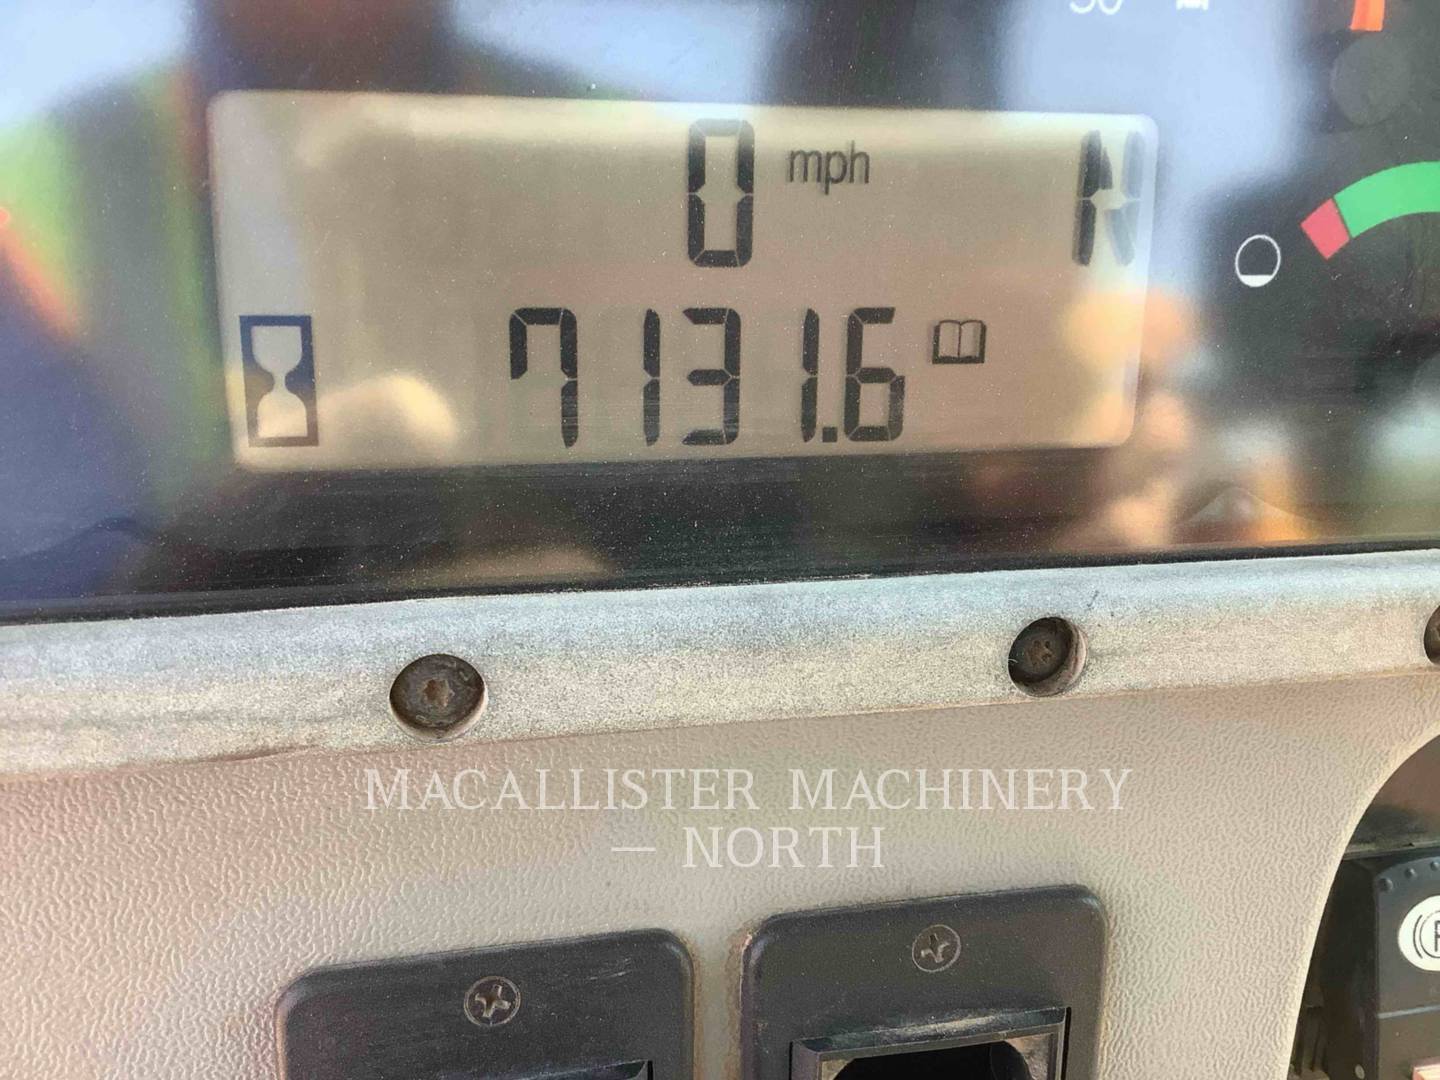 0 mph N
7131.6
MACALLISTER MACHINERY
— NORTH